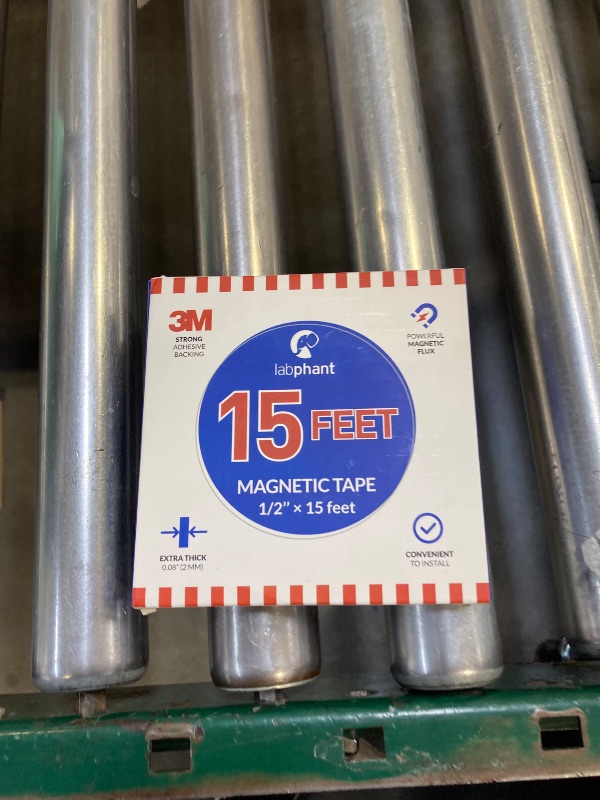 3M
STRONG
ADHESIVE
BACKING
POWERFUL
MAGNETIC
FLUX
labphant
15 FEET
MAGNETIC TAPE
1/2" × 15 feet
EXTRA THICK
0.08" (2 MM)
CONVENIENT
TO INSTALL